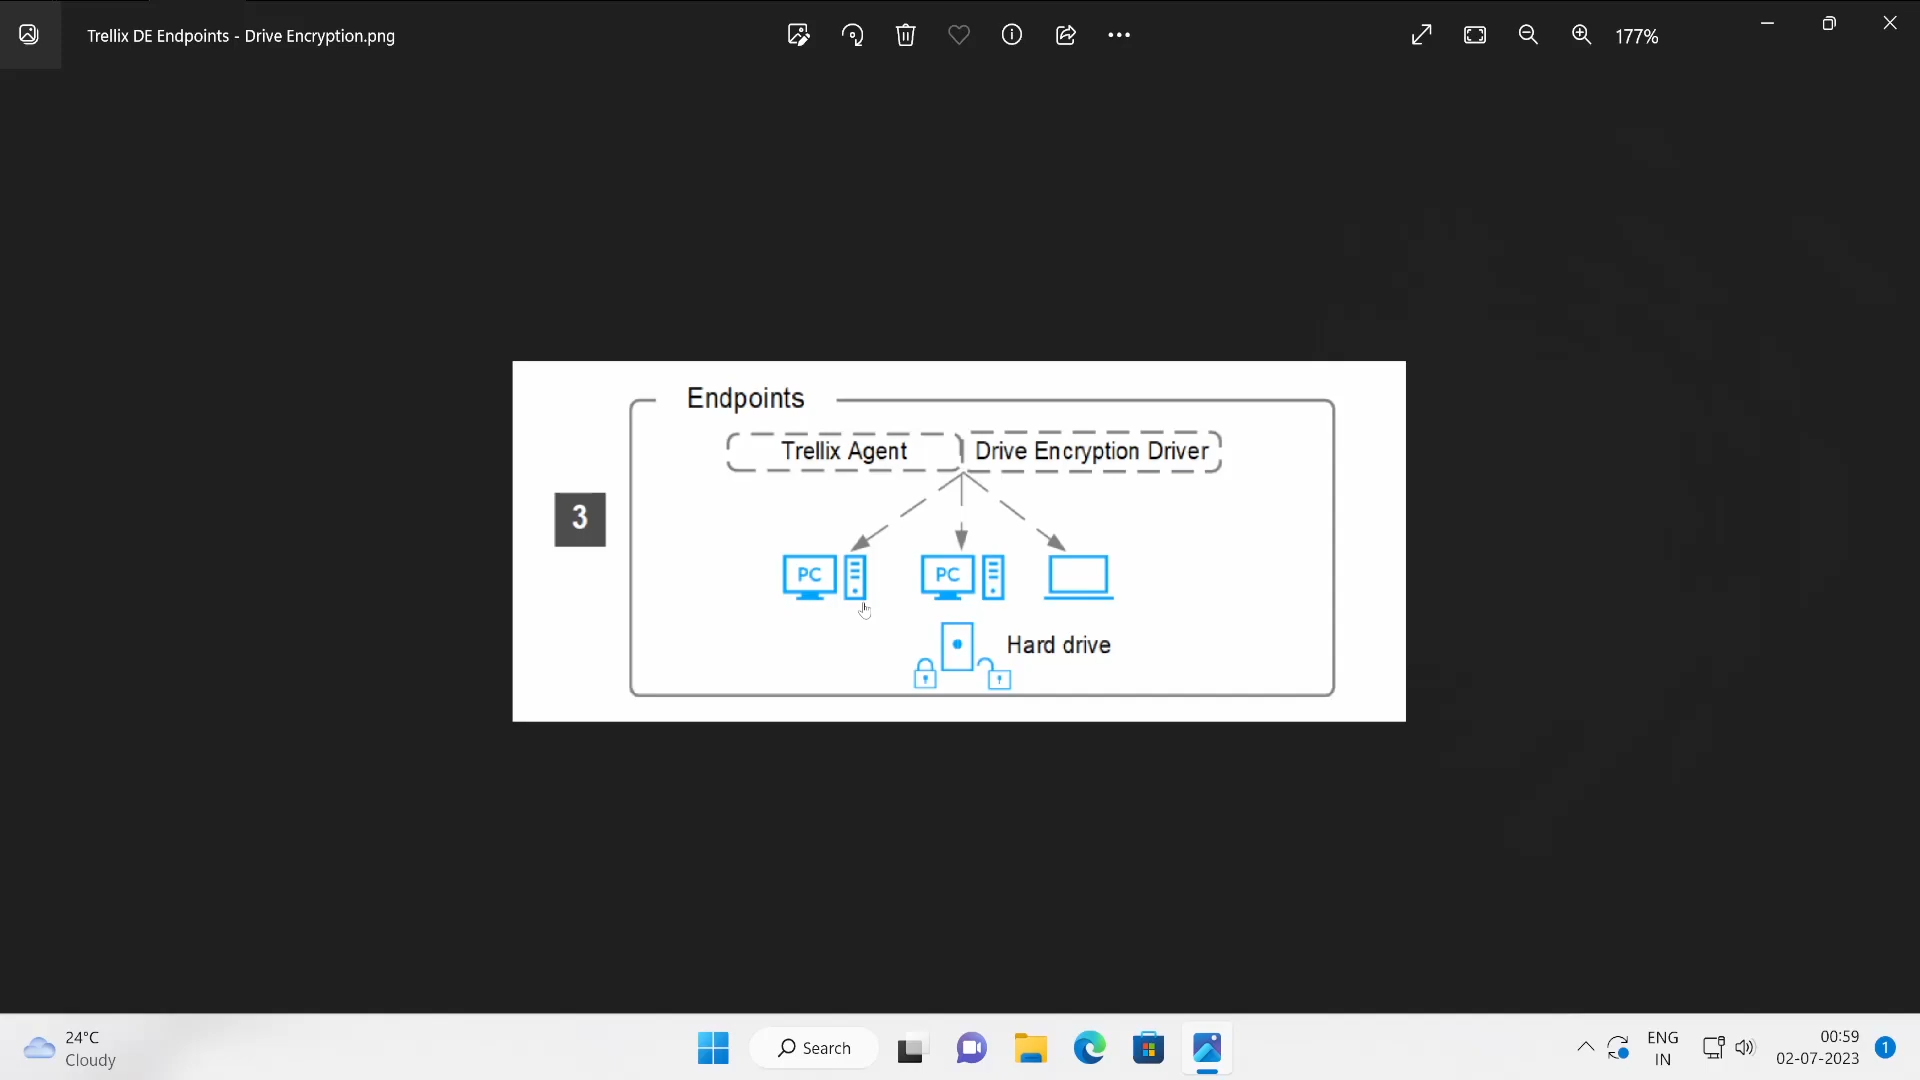 Trellix DE Endpoints - Drive Encryption.png
177%
Endpoints
Trellix Agent
Drive Encryption Driver
3
PC
PC
Hard drive
24°C
Cloudy
Search
ENG
IN
00:59
02-07-2023
1